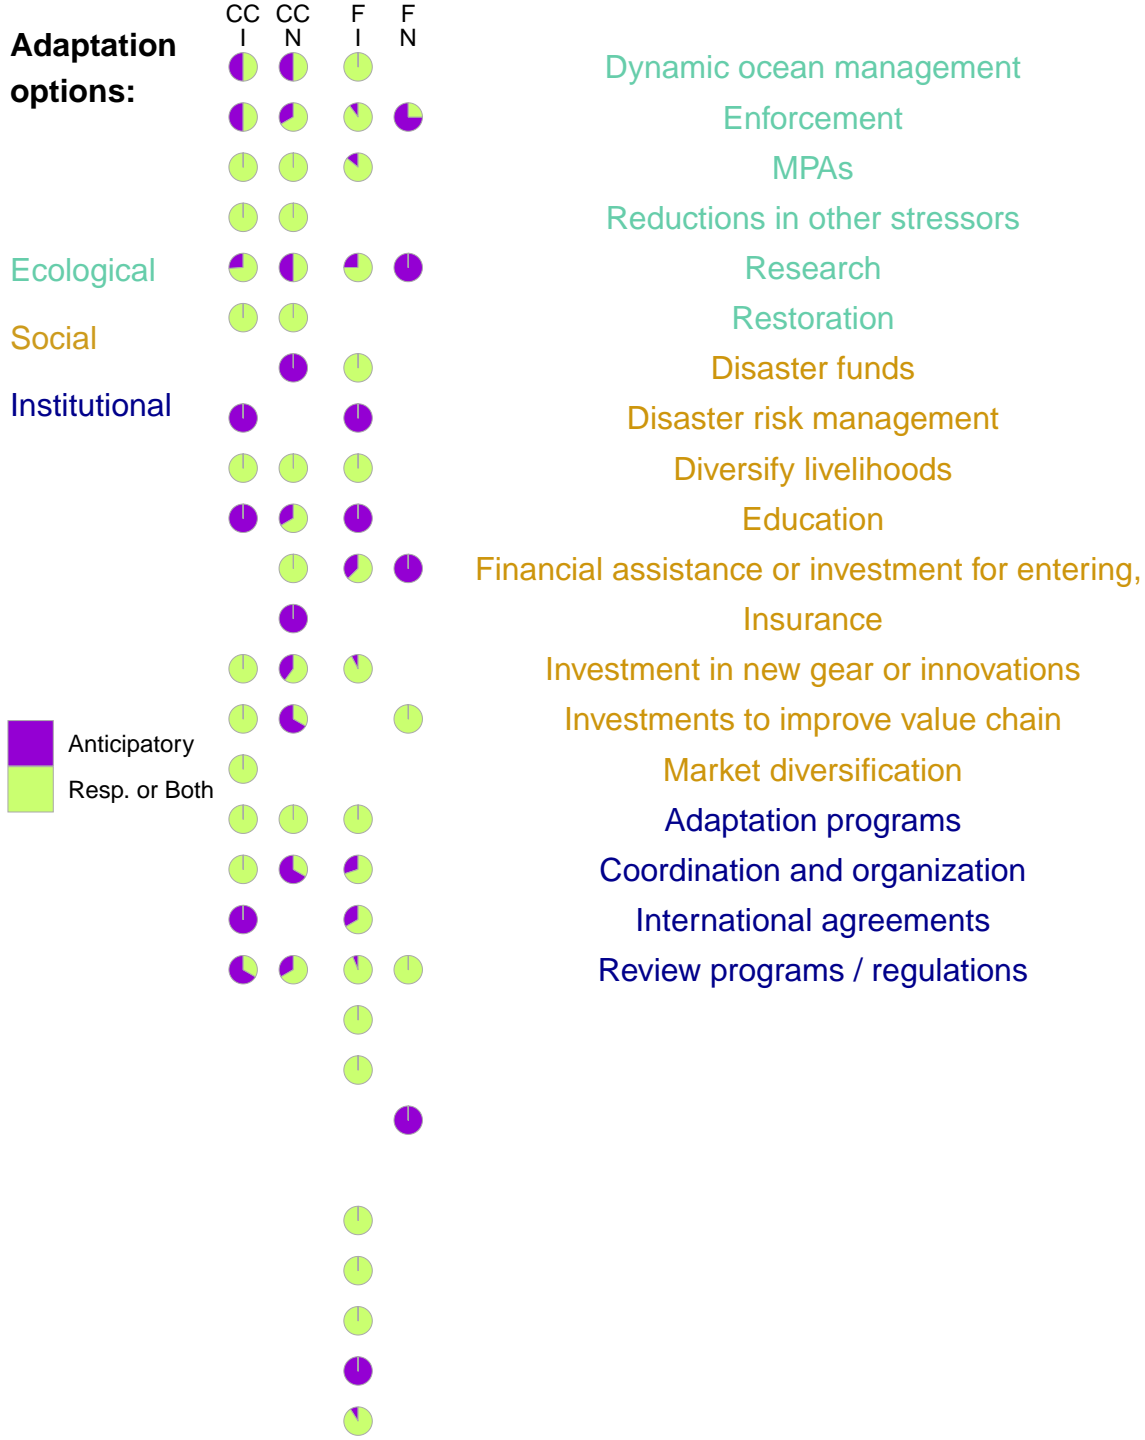 CC CC F F
I N I N
Adaptation
options:
Ecological
Social
Institutional
Anticipatory
Resp. or Both
Dynamic ocean management
Enforcement
MPAs
Reductions in other stressors
Research
Restoration
Disaster funds
Disaster risk management
Diversify livelihoods
Education
Financial assistance or investment for entering,
Insurance
Investment in new gear or innovations
Investments to improve value chain
Market diversification
Adaptation programs
Coordination and organization
International agreements
Review programs / regulations